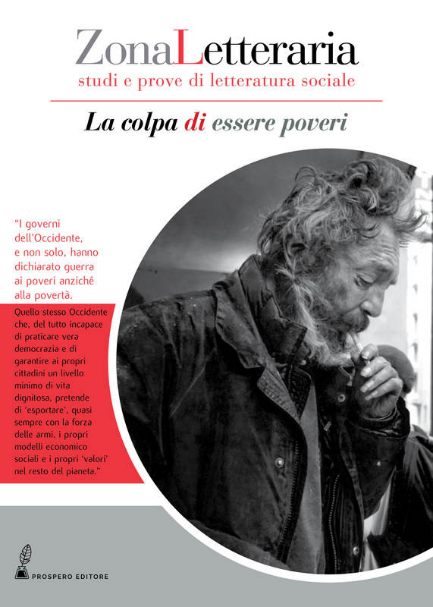 ZonaLetteraria
studi e prove di letteratura sociale
La colpa di essere poveri
"I governi
dell'Occidente,
e non solo, hanno
dichiarato guerra
ai poveri anziché
alla povertà.
Quello stesso Occidente
che, del tutto incapace
di praticare vera
democrazia e di
garantire ai propri
cittadini un livello
minimo di vita
dignitosa, pretende
di 'esportare', quasi
sempre con la forza
delle armi, i propri
modelli economico
sociali e i propri 'valori'
nel resto del pianeta."
PROSPERO EDITORE